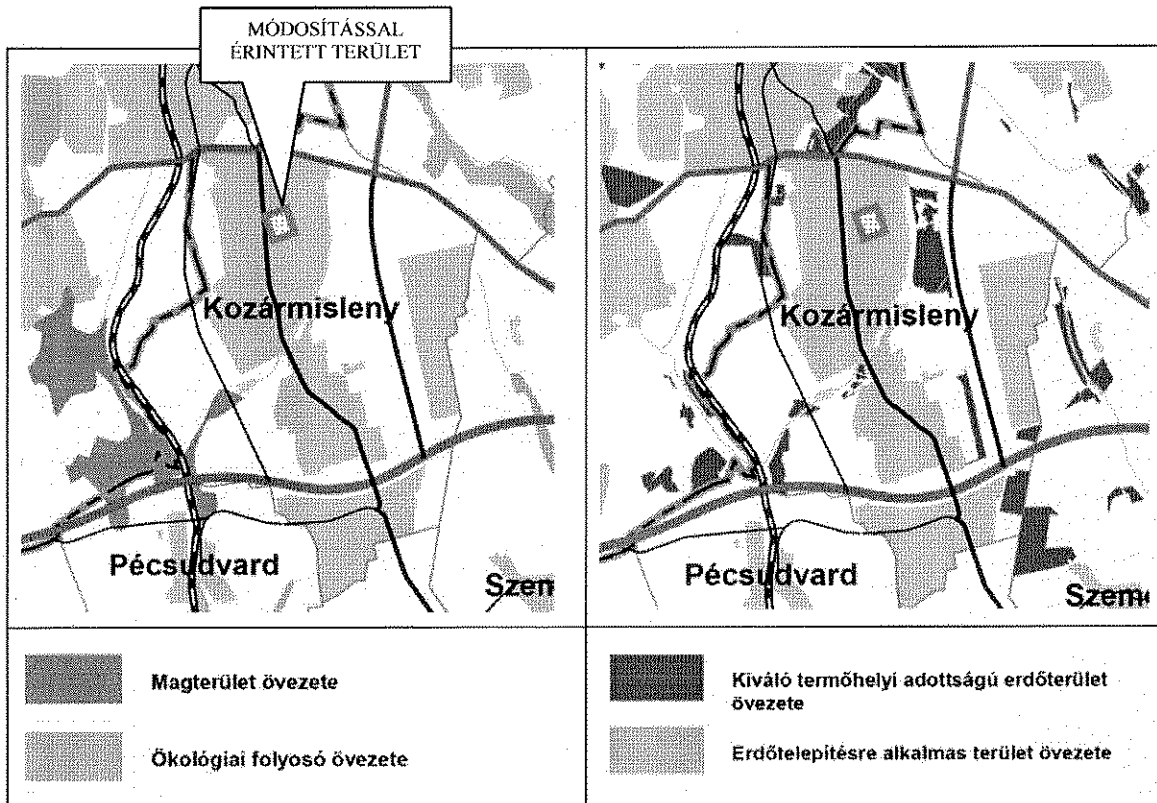 MÓDOSÍTÁSSAL
ÉRINTETT TERÜLET
Kozármisleny
Pécsudvard
Szem
Kozármisleny
Pécsudvard
Szeme
Magterület övezete
Ökológiai folyosó övezete
Kiváló termőhelyi adottságú erdőterület
övezete
Erdőtelepítésre alkalmas terület övezete